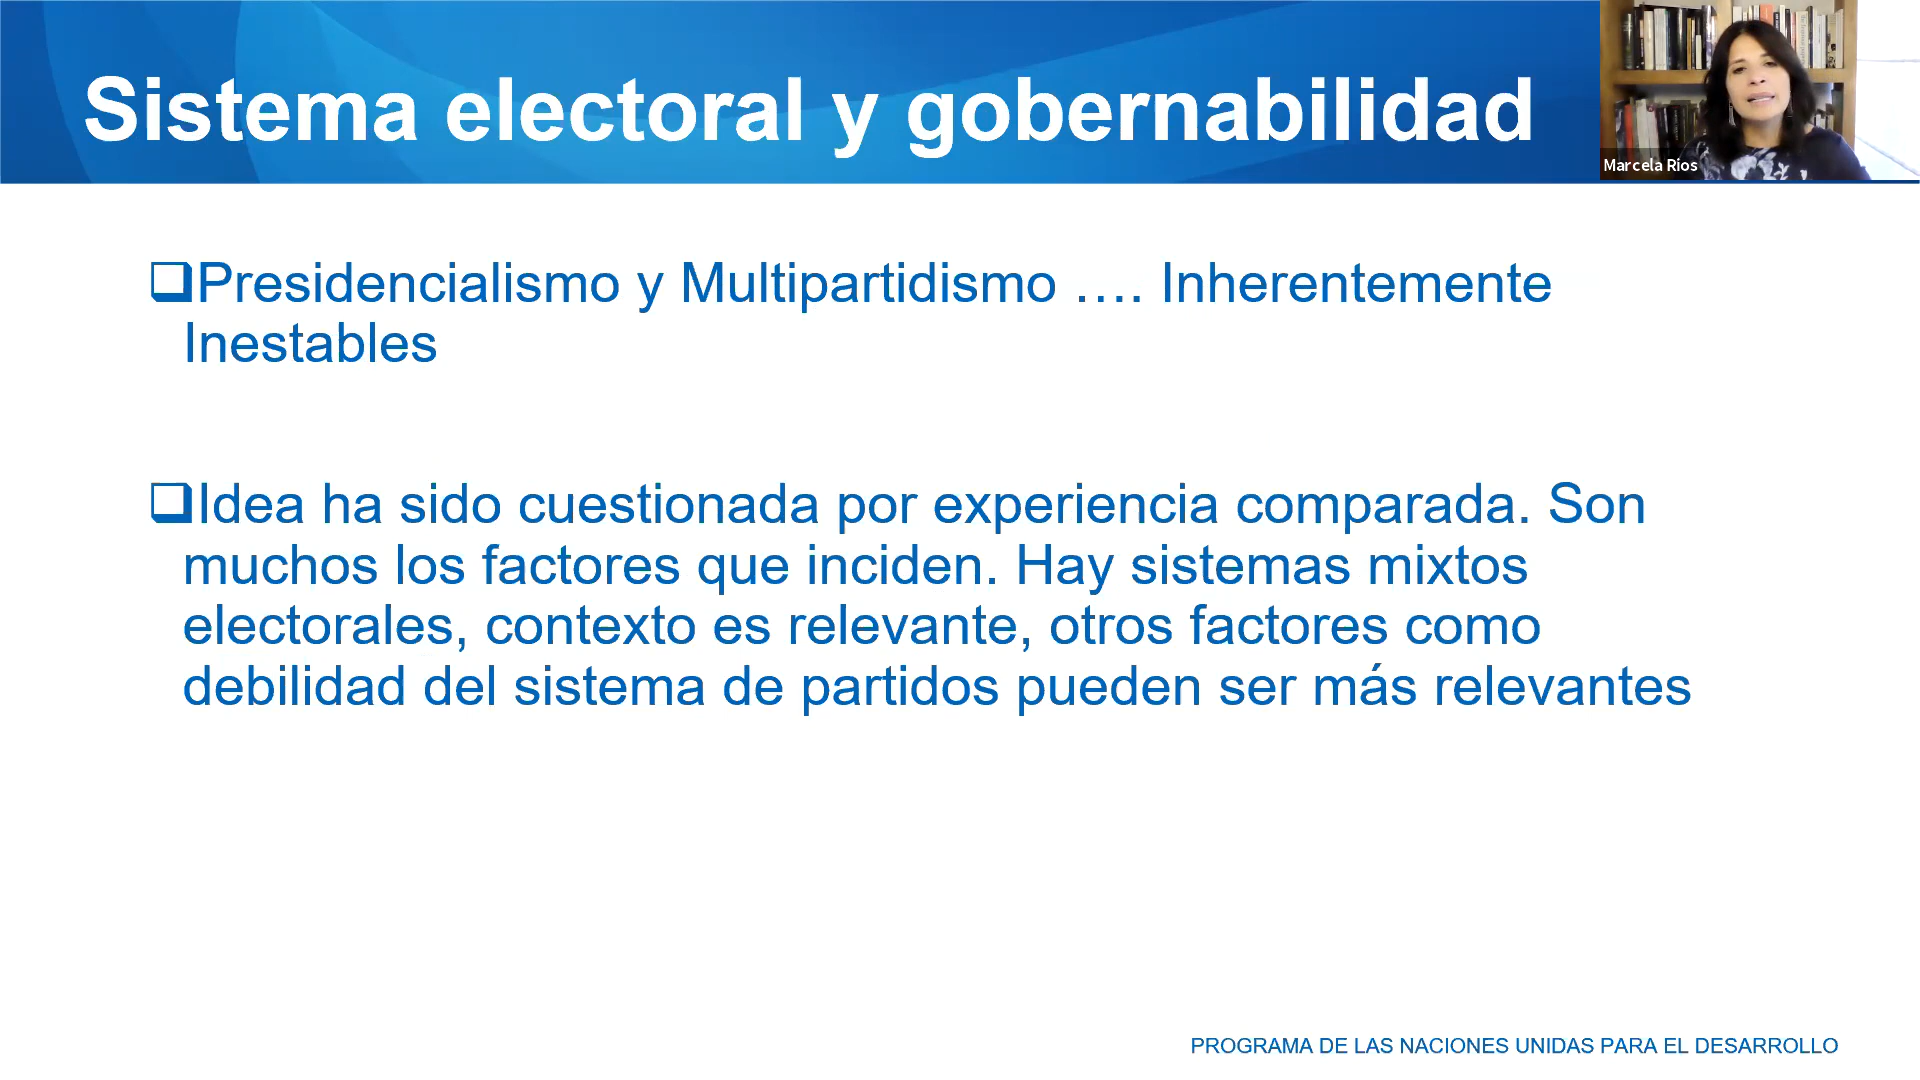 Sistema electoral y gobernabilidad
Marcela Ríos
❑Presidencialismo y Multipartidismo …. Inherentemente
Inestables
❑Idea ha sido cuestionada por experiencia comparada. Son
muchos los factores que inciden. Hay sistemas mixtos
electorales, contexto es relevante, otros factores como
debilidad del sistema de partidos pueden ser más relevantes
PROGRAMA DE LAS NACIONES UNIDAS PARA EL DESARROLLO